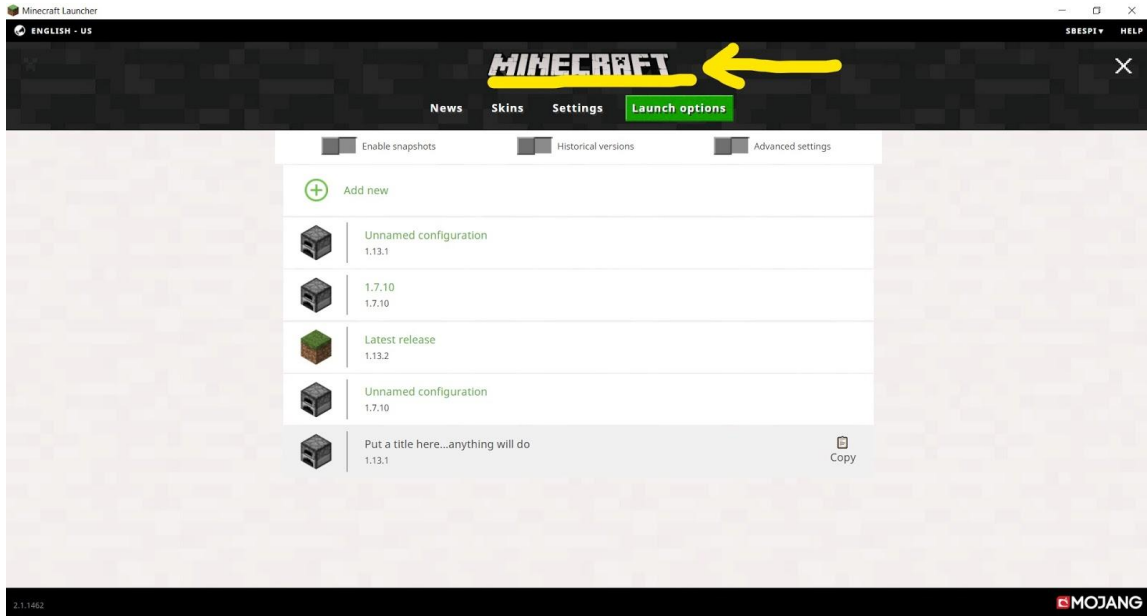 Minecraft Launcher
ENGLISH - US
SBESPI HELP
MINECRAFT
News Skins Settings Launch options
Enable snapshots Historical versions Advanced settings
Add new
Unnamed configuration
1.13.1
1.7.10
1.7.10
Latest release
1.13.2
Unnamed configuration
1.7.10
Put a title here...anything will do
1.13.1
Copy
2.1.1462
MOJANG